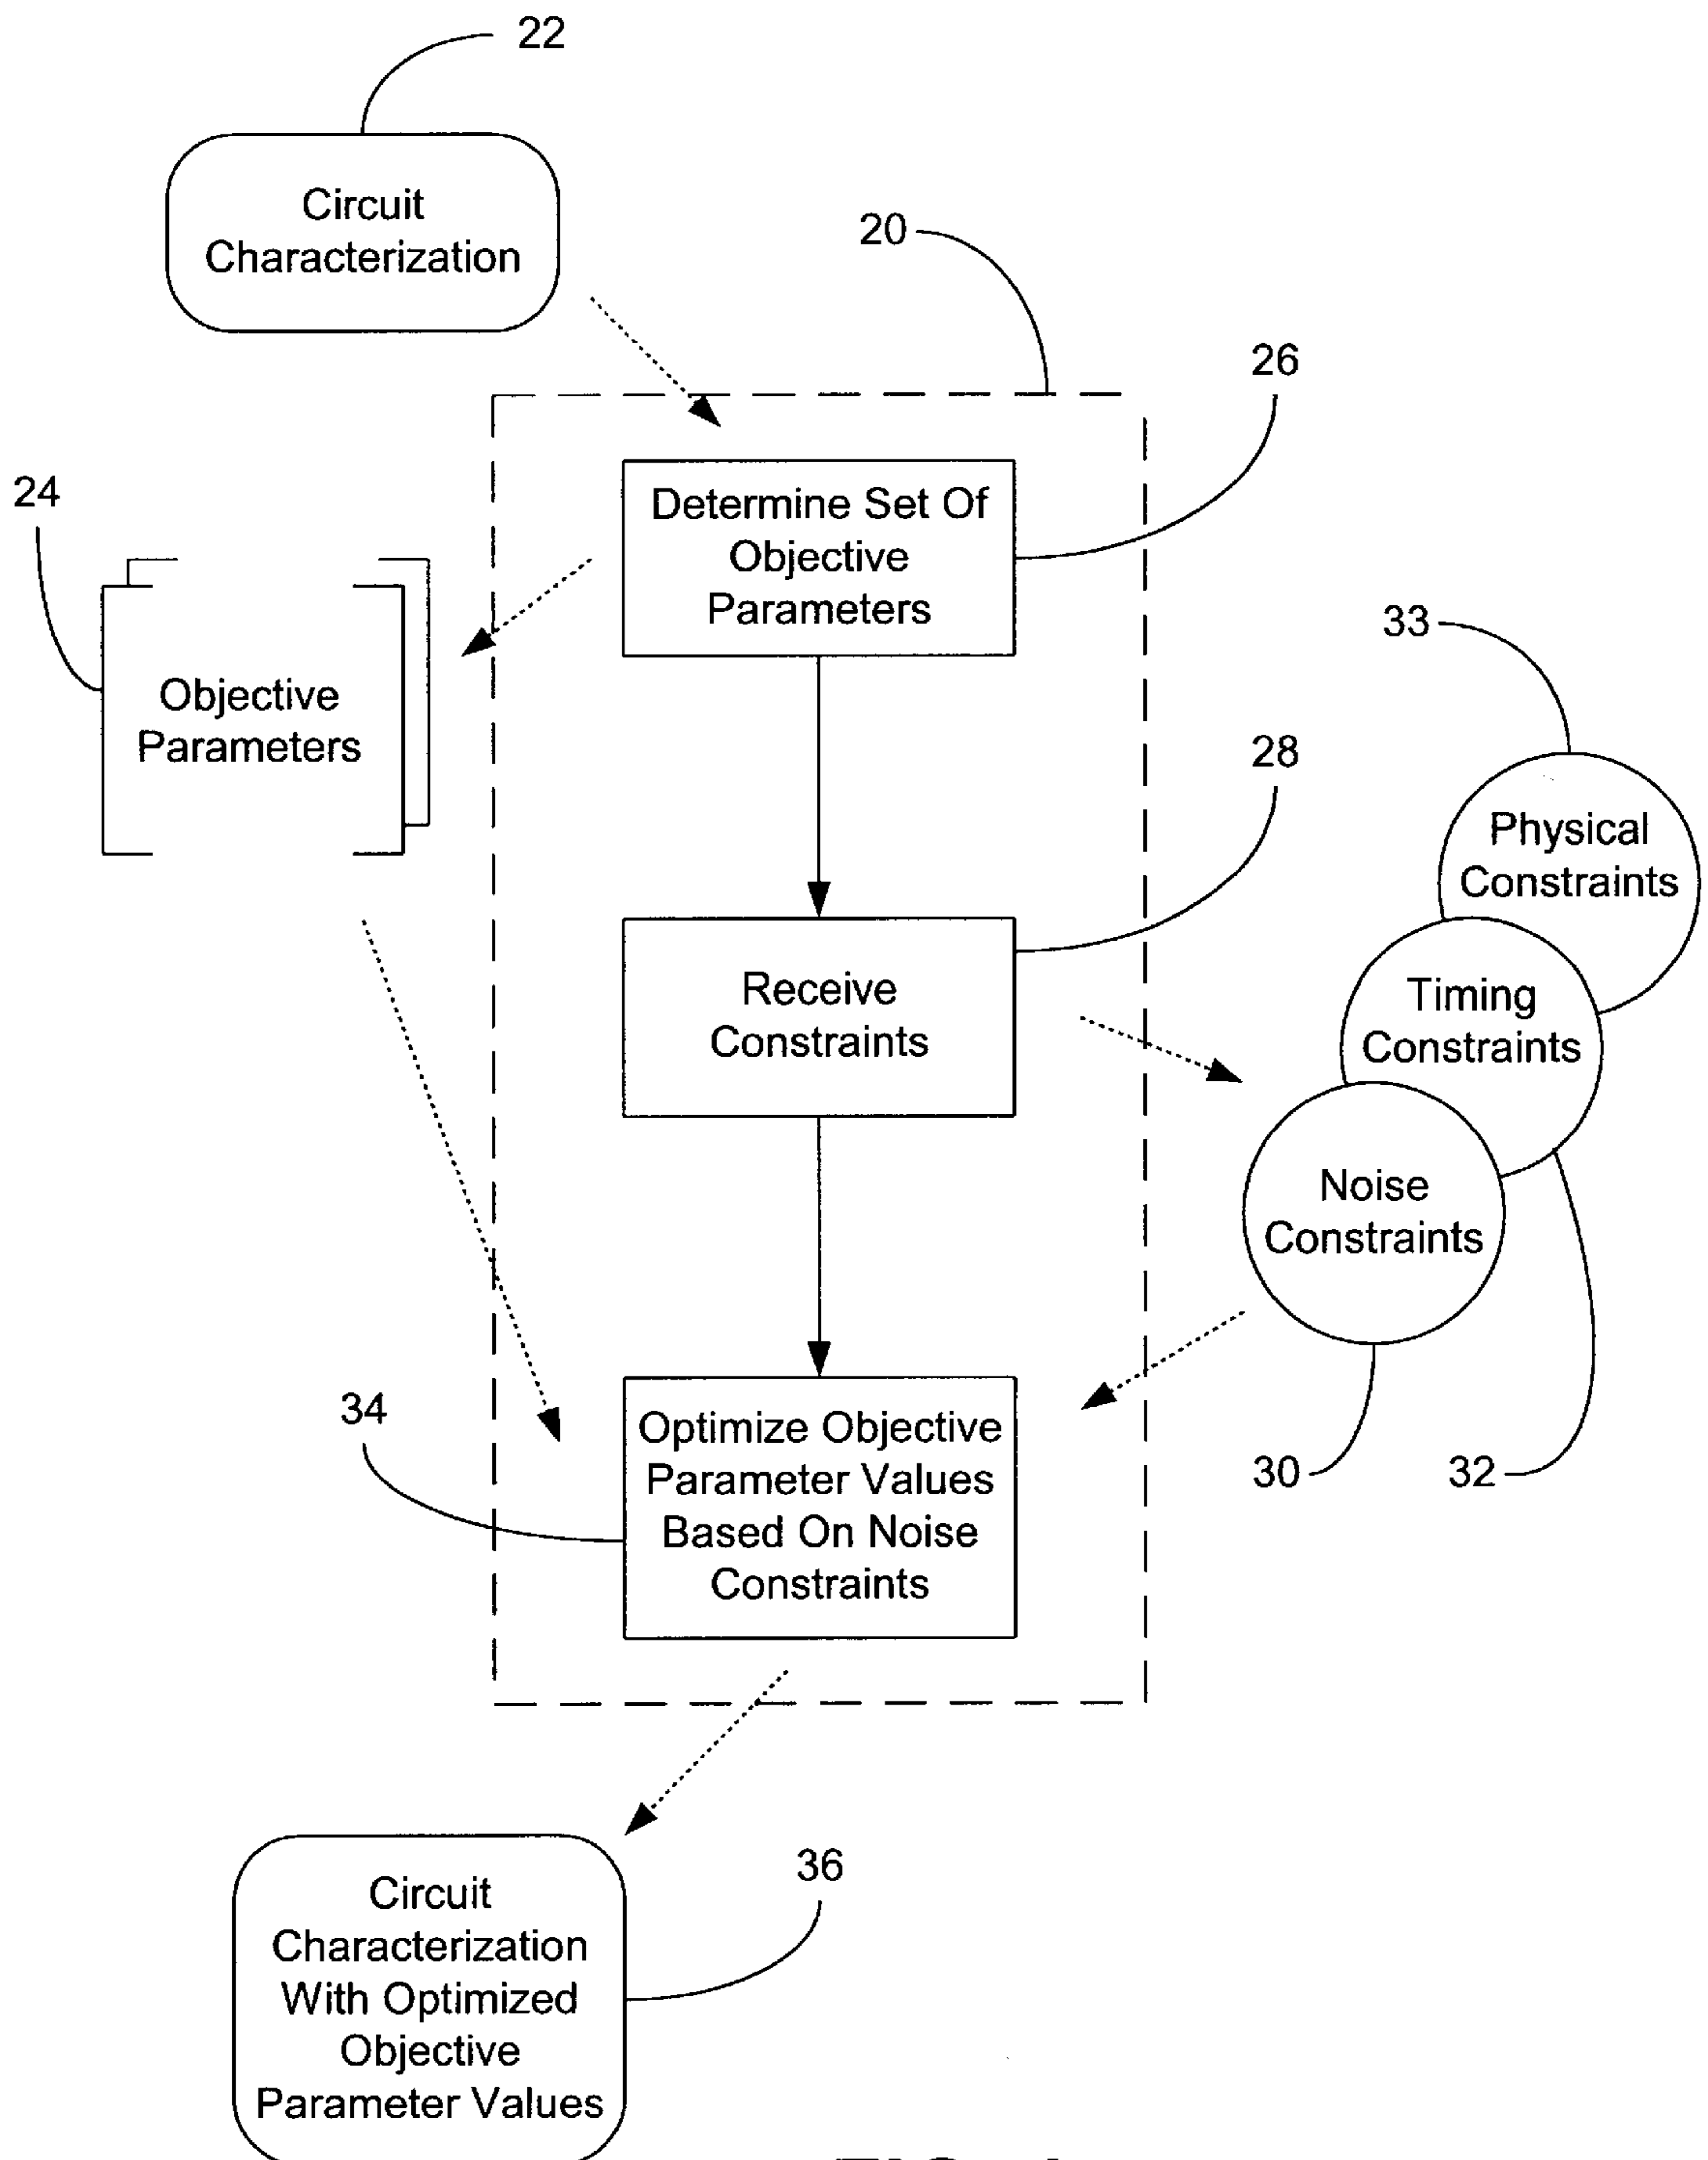 22
Circuit
Characterization
20
26
Determine Set Of
Objective
Parameters
24
Objective
Parameters
33
28
Physical
Constraints
Receive
Constraints
Timing
Constraints
Noise
Constraints
34
Optimize Objective
Parameter Values
Based On Noise
Constraints
30
32
36
Circuit
Characterization
With Optimized
Objective
Parameter Values